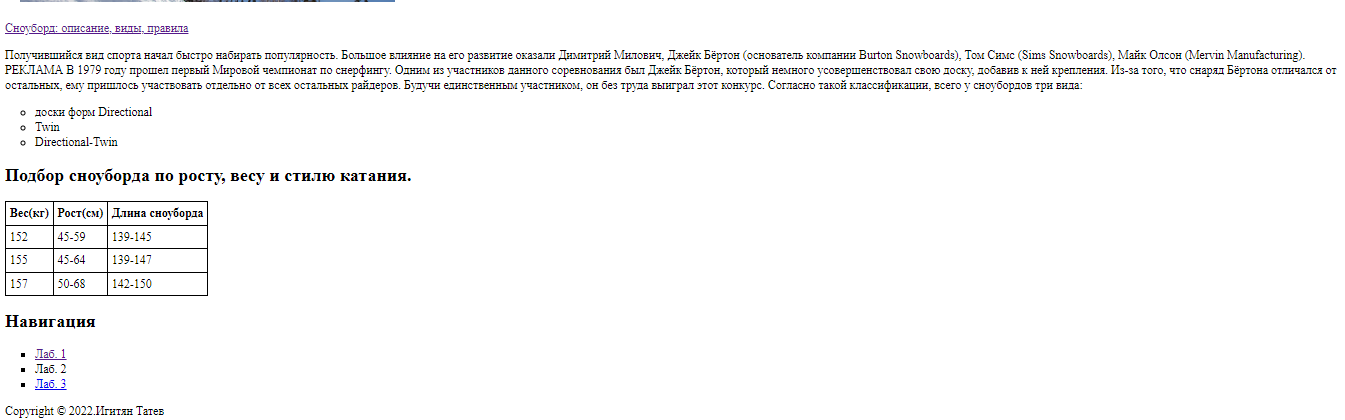 Сноуборд: описание, виды, правила
Получившийся вид спорта начал быстро набирать популярность. Большое влияние на его развитие оказали Димитрий Милович, Джейк Бёртон (основатель компании Burton Snowboards), Том Симс (Sims Snowboards), Майк Олсон (Mervin Manufacturing).
РЕКЛАМА В 1979 году прошел первый Мировой чемпионат по снерфингу. Одним из участников данного соревнования был Джейк Бёртон, который немного усовершенствовал свою доску, добавив к ней крепления. Из-за того, что снаряд Бёртона отличался от
остальных, ему пришлось участвовать отдельно от всех остальных райдеров. Будучи единственным участником, он без труда выиграл этот конкурс. Согласно такой классификации, всего у сноубордов три вида:
доски форм Directional
Twin
Directional-Twin
Подбор сноуборда по росту, весу и стилю катания.
Вес(кг) Рост(см) Длина сноуборда
152 45-59 139-145
155 45-64 139-147
157 50-68 142-150
Навигация
Лаб. 1
Лаб. 2
Лаб. 3
Copyright © 2022.Игитян Татев